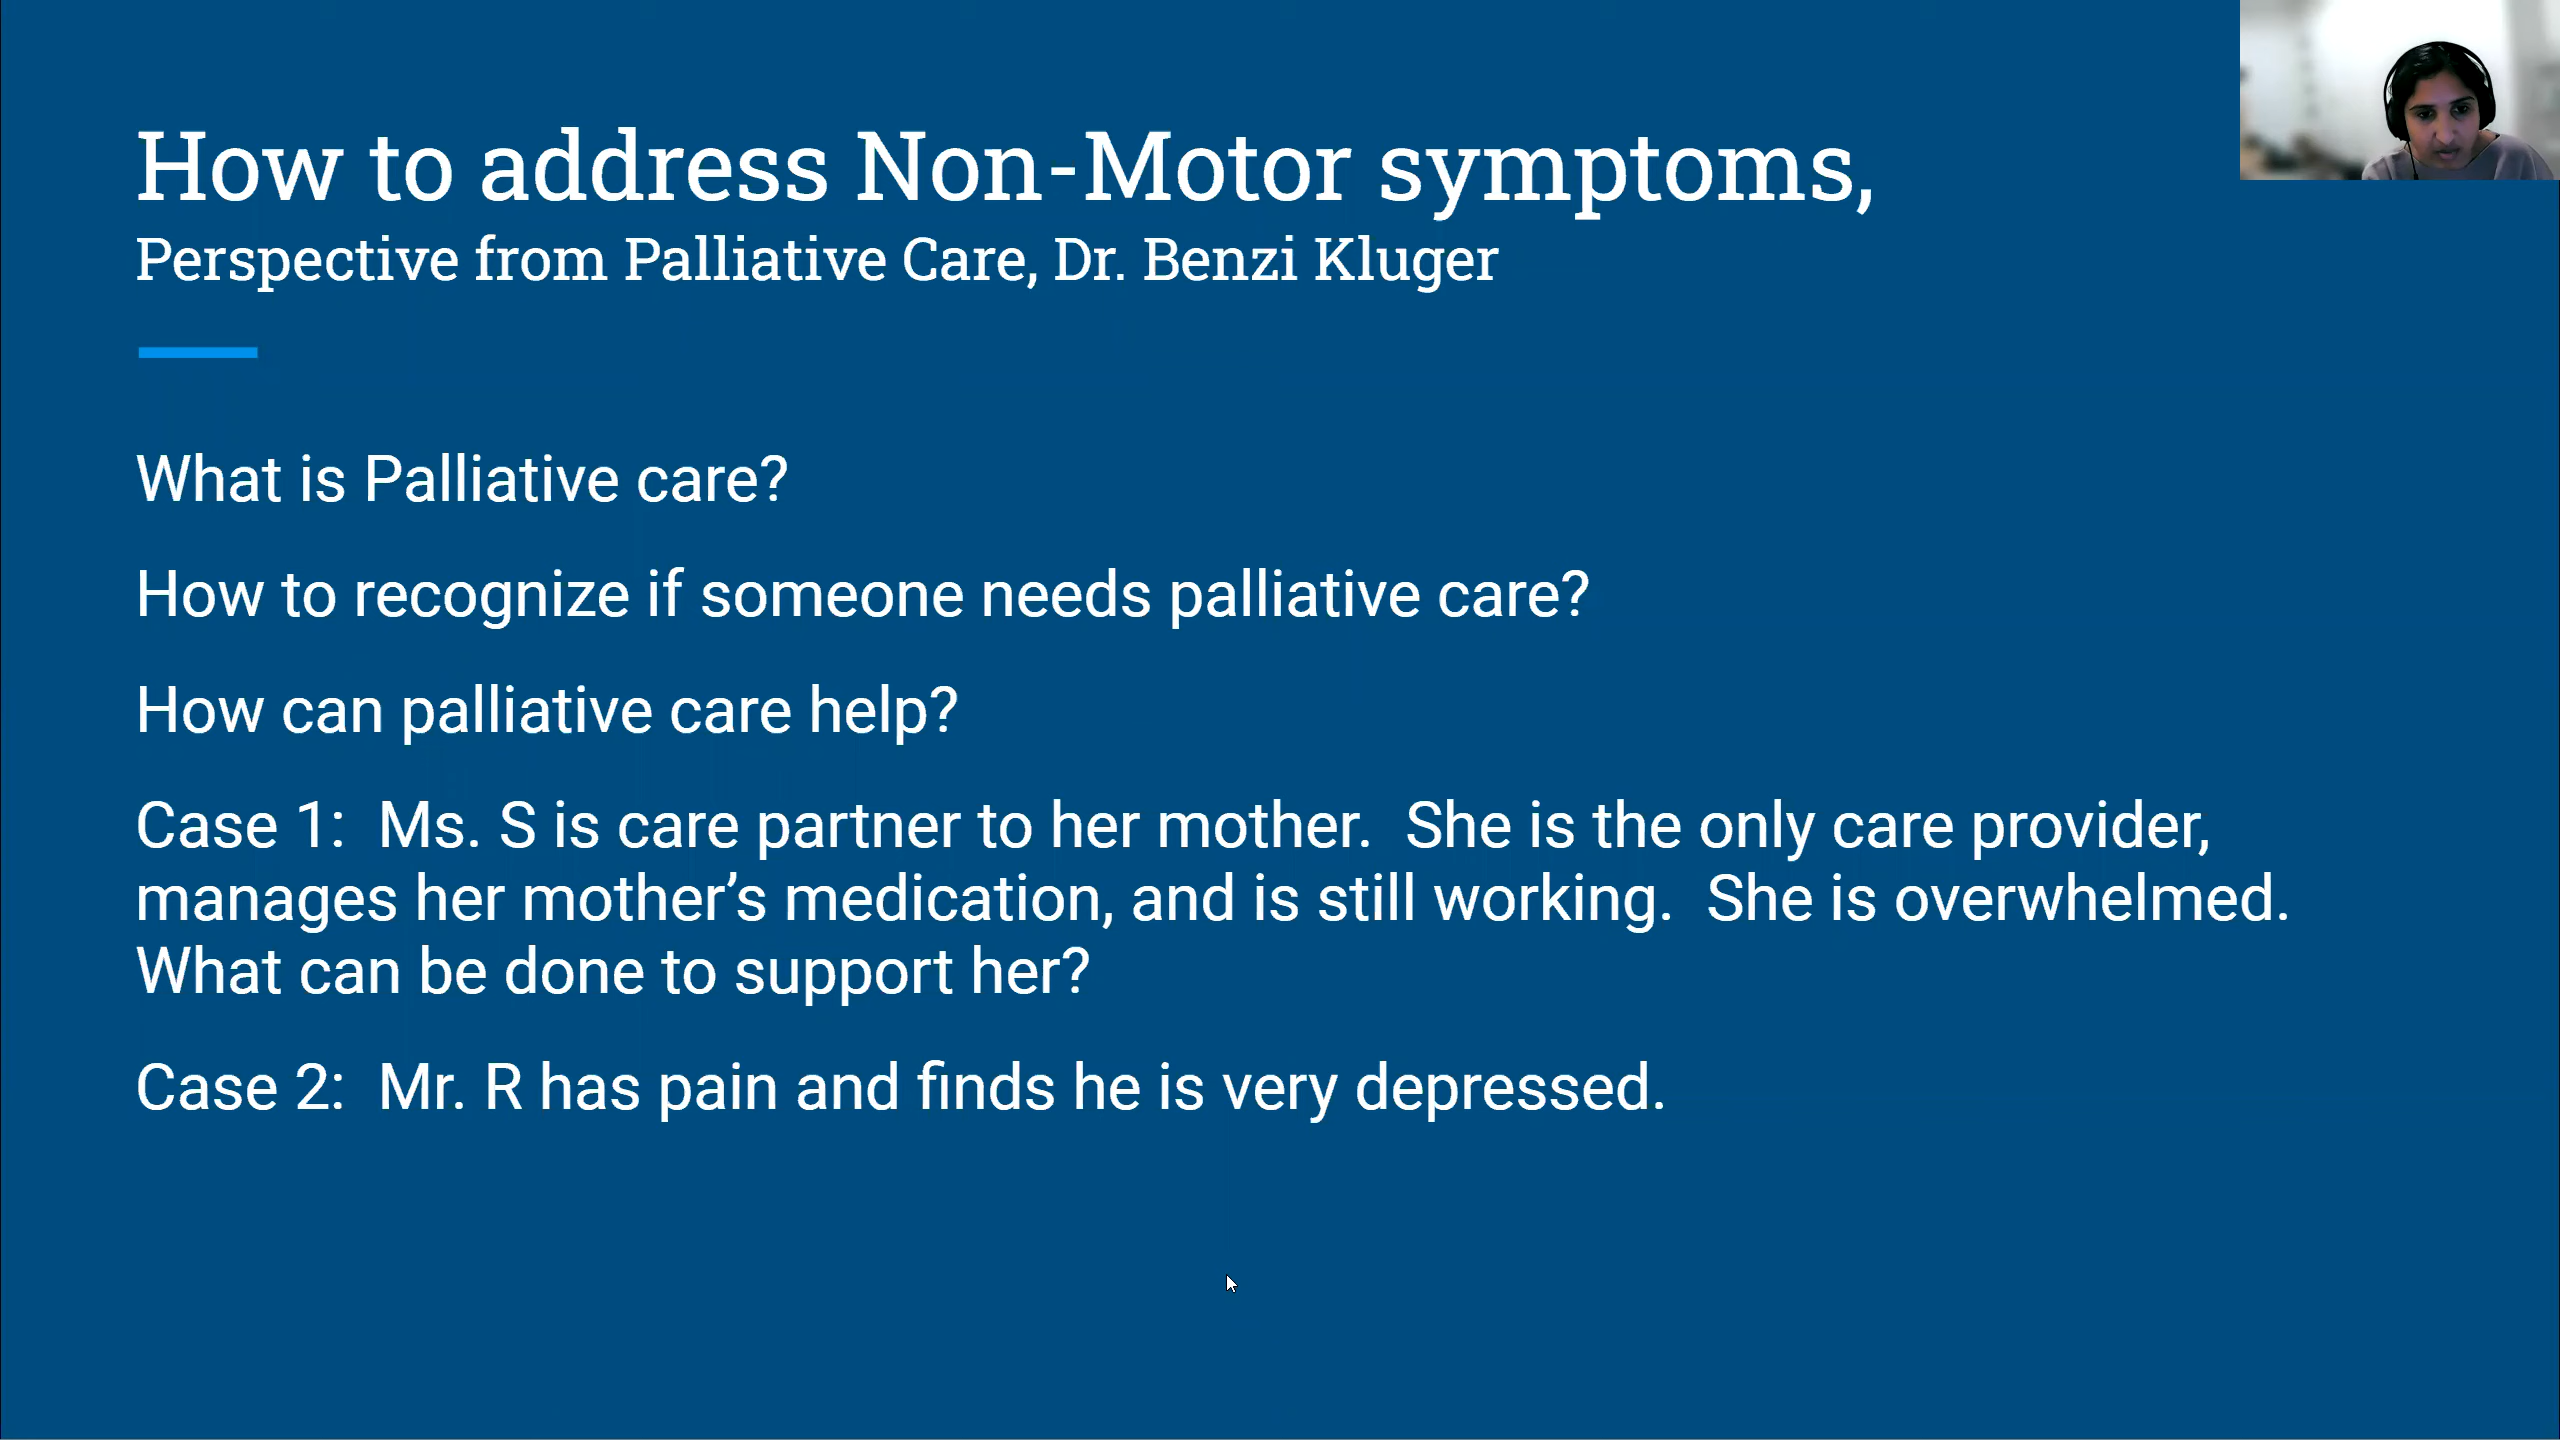 How to address Non-Motor symptoms,
Perspective from Palliative Care, Dr. Benzi Kluger
What is Palliative care?
How to recognize if someone needs palliative care?
How can palliative care help?
Case 1:  Ms. S is care partner to her mother.  She is the only care provider,
manages her mother’s medication, and is still working.  She is overwhelmed.
What can be done to support her?
Case 2:  Mr. R has pain and finds he is very depressed.